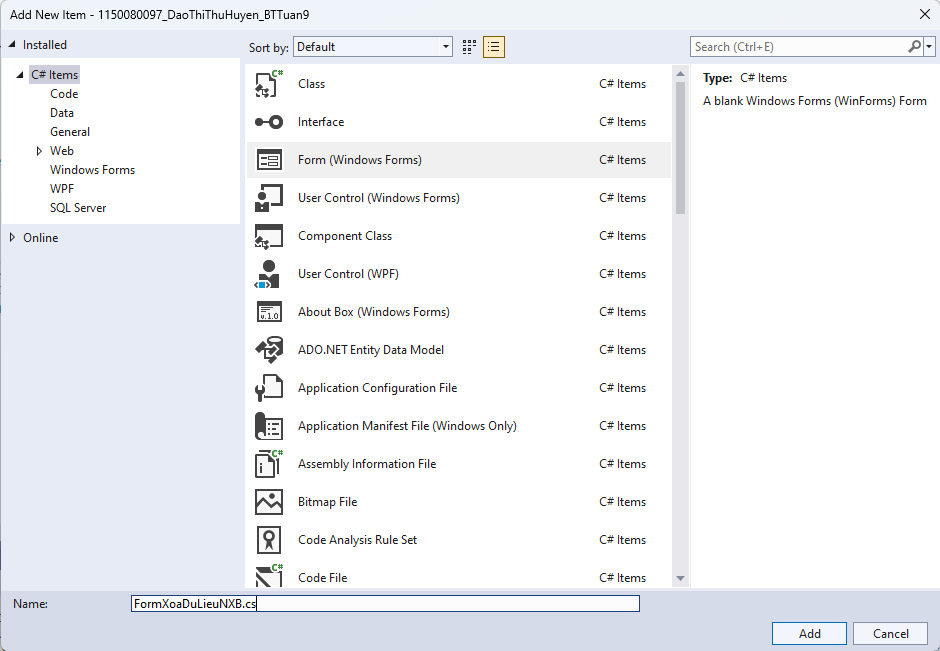 Add New Item - 1150080097_DaoThiThuHuyen_BTTuan9
Installed
Sort by: Default
Search (Ctrl+E)
C# Items
Code
Data
General
Web
Windows Forms
WPF
SQL Server
Online
Class C# Items
Interface C# Items
Form (Windows Forms) C# Items
User Control (Windows Forms) C# Items
Component Class C# Items
User Control (WPF) C# Items
About Box (Windows Forms) C# Items
ADO.NET Entity Data Model C# Items
Application Configuration File C# Items
Application Manifest File (Windows Only) C# Items
Assembly Information File C# Items
Bitmap File C# Items
Code Analysis Rule Set C# Items
Code File C# Items
Type: C# Items
A blank Windows Forms (WinForms) Form
Name: FormXoaDuLieuNXB.cs
Add Cancel